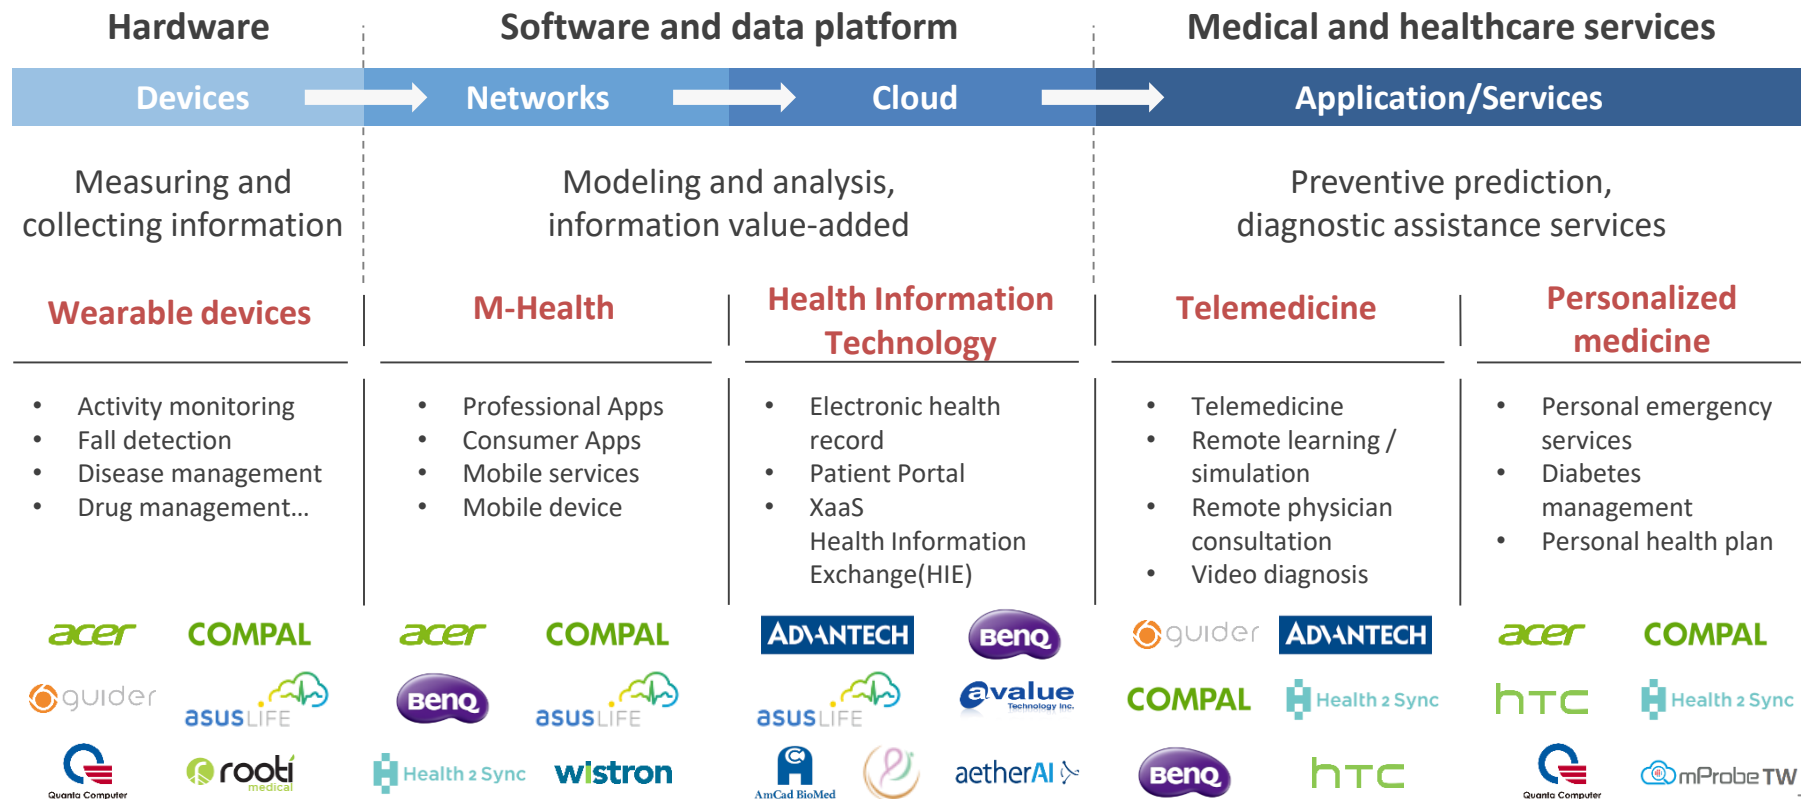 Hardware
Software and data platform
Medical and healthcare services
Devices
Networks
Cloud
Application/Services
Measuring and
collecting information
Modeling and analysis,
information value-added
Preventive prediction,
diagnostic assistance services
Wearable devices
M-Health
Health Information
Technology
Telemedicine
Personalized
medicine
• Activity monitoring
• Fall detection
• Disease management
• Drug management...
• Professional Apps
• Consumer Apps
• Mobile services
• Mobile device
• Electronic health
record
• Patient Portal
• XaaS
Health Information
Exchange(HIE)
• Telemedicine
• Remote learning /
simulation
• Remote physician
consultation
• Video diagnosis
• Personal emergency
services
• Diabetes
management
• Personal health plan
acer
COMPAL
guider
asus LIFE
Quanta Computer
rooti
medical
acer
COMPAL
BenQ
asus LIFE
Health 2 Sync
wistron
ADVANTECH
BenQ
asus LIFE
avalue
Technology Inc.
AmCad BioMed
aetherAI
guider
ADVANTECH
COMPAL
Health 2 Sync
BenQ
hTC
acer
COMPAL
hTC
Health 2 Sync
Quanta Computer
mProbe TW